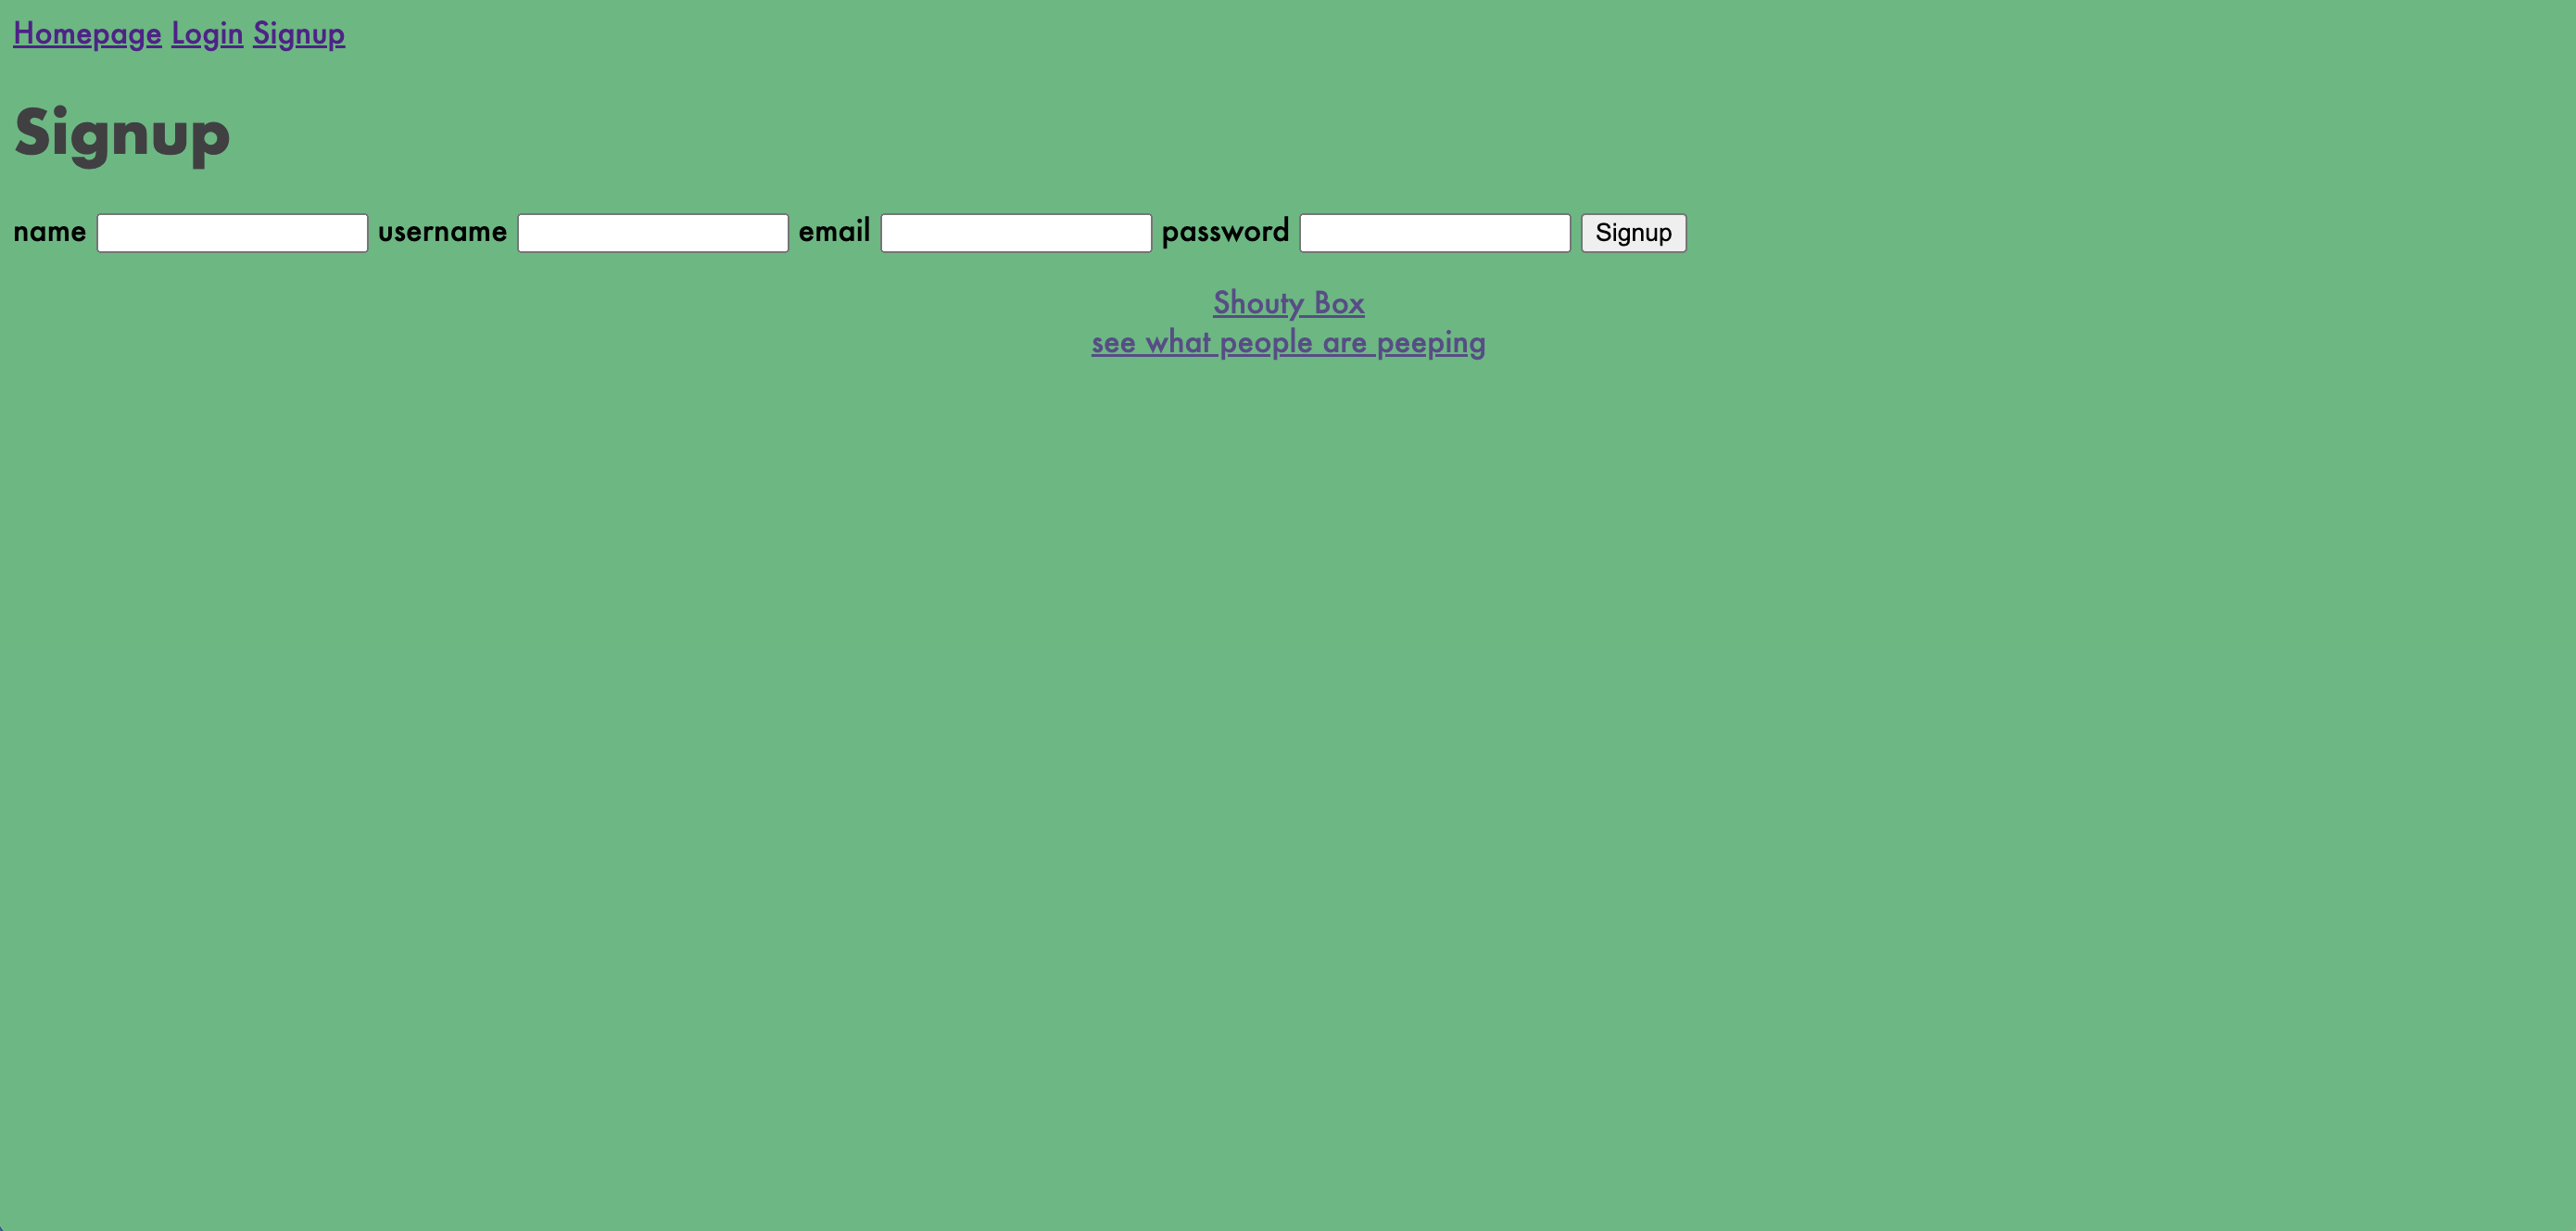 Homepage Login Signup
Signup
name username email password Signup
Shouty Box
see what people are peeping